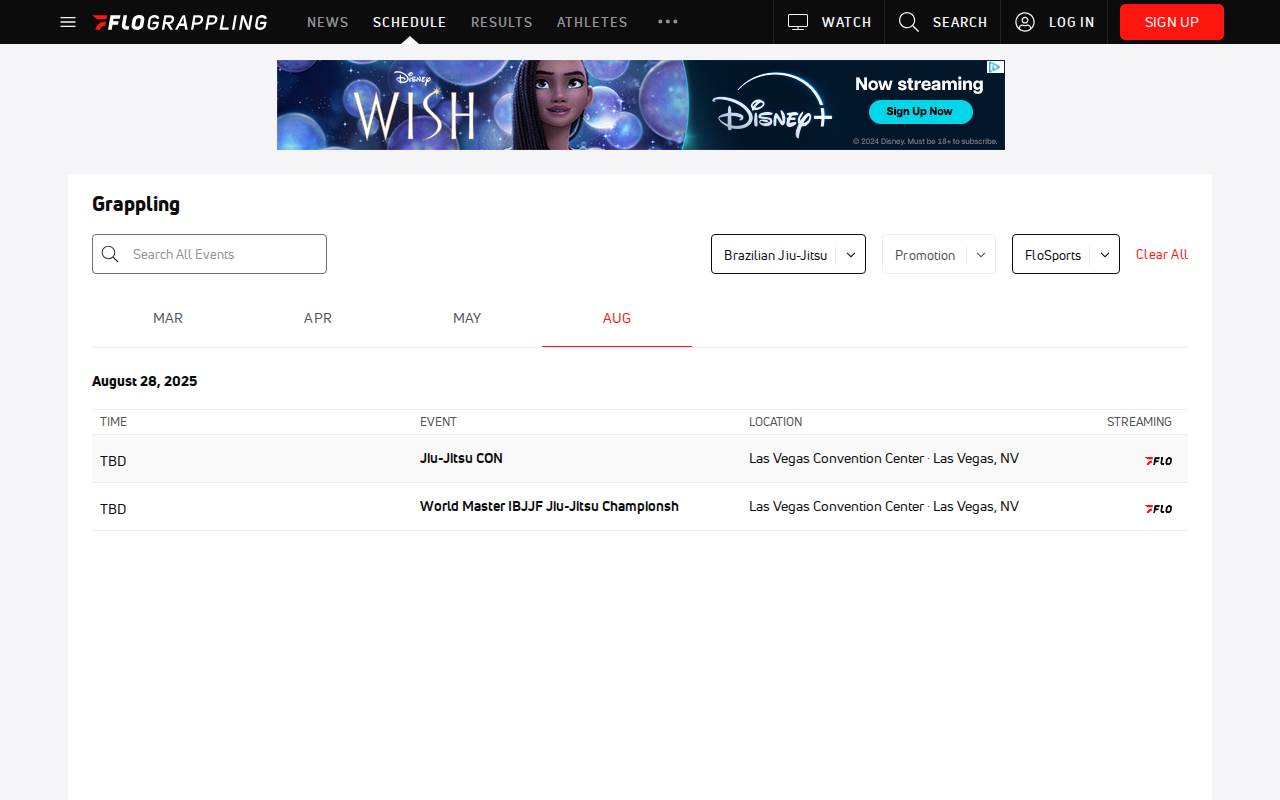 FLOGRAPPLING NEWS SCHEDULE RESULTS ATHLETES WATCH SEARCH LOG IN SIGN UP
Disney WISH Disney+ Now streaming
Sign Up Now
© 2024 Disney. Must be 18+ to subscribe.
Grappling
Search All Events Brazilian Jiu-Jitsu Promotion FloSports Clear All
MAR APR MAY AUG
August 28, 2025
TIME EVENT LOCATION STREAMING
TBD Jiu-Jitsu CON Las Vegas Convention Center · Las Vegas, NV FLO
TBD World Master IBJJF Jiu-Jitsu Championsh Las Vegas Convention Center · Las Vegas, NV FLO